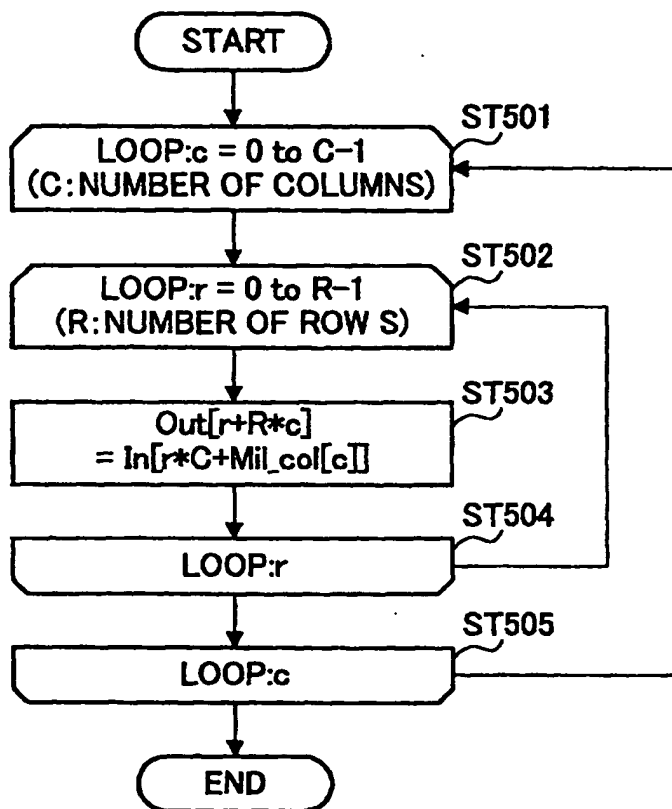 START
ST501
LOOP:c = 0 to C-1
(C:NUMBER OF COLUMNS)
ST502
LOOP:r = 0 to R-1
(R:NUMBER OF ROW S)
ST503
Out[r+R*c]
= In[r*C+Mil_col[c]]
ST504
LOOP:r
ST505
LOOP:c
END